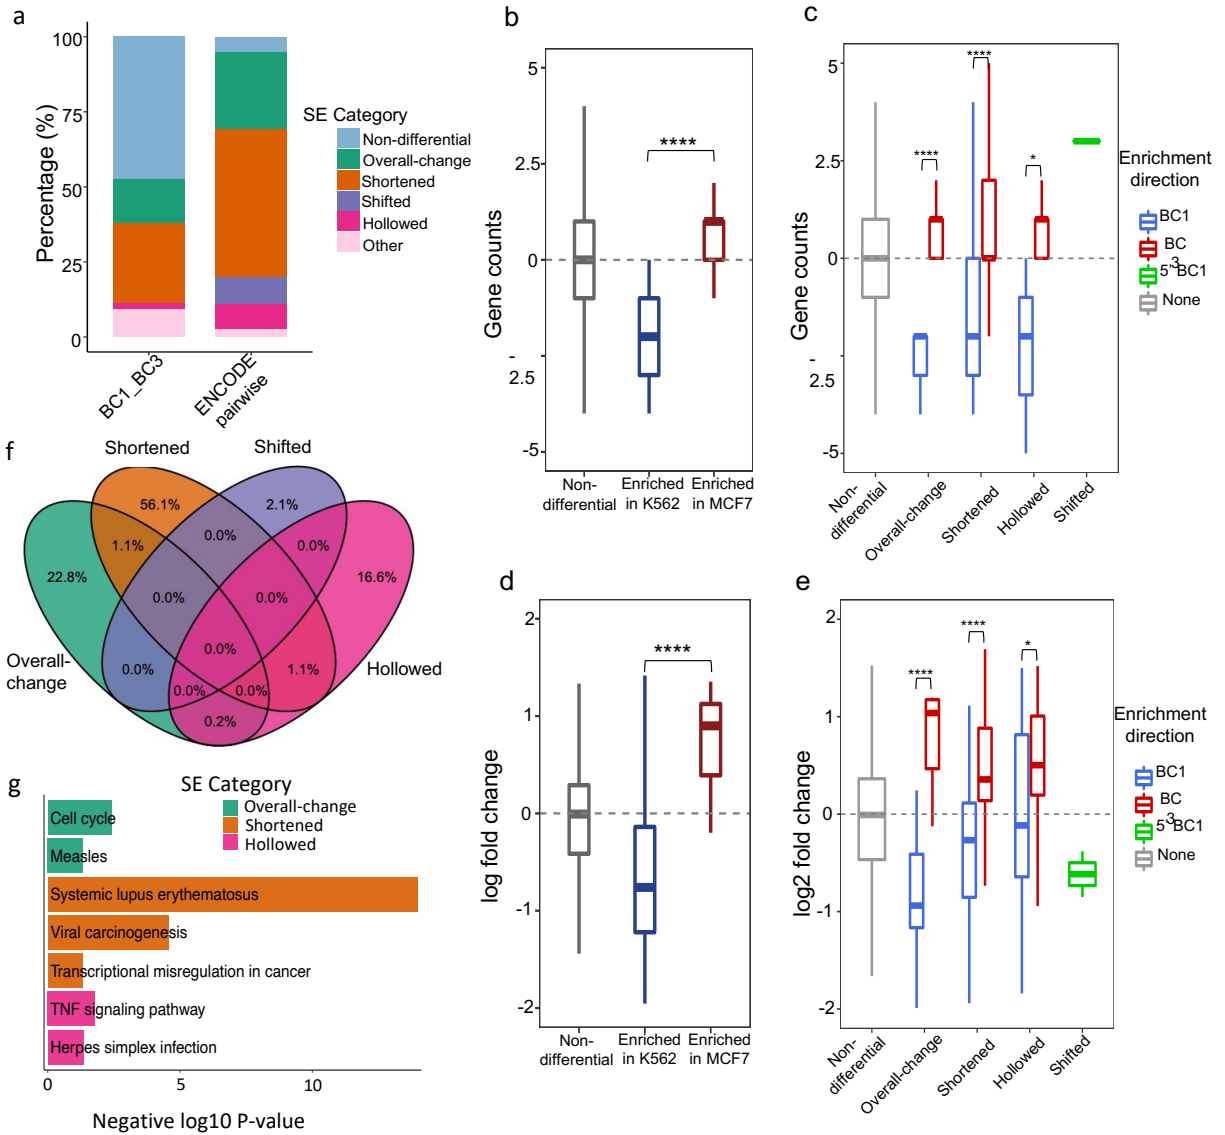 a
Percentage (%)
100
75
50
25
0
BC1_BC3
ENCODE
pairwise
SE Category
Non-differential
Overall-change
Shortened
Shifted
Hollowed
Other
b
Gene counts
5
2.5
0
-
2.5
-5
****
Non-
differential
Enriched
in K562
Enriched
in MCF7
c
Gene counts
5
2.5
0
-
2.5
-5
****
****
*
Non-
differential
Overall-change
Shortened
Hollowed
Shifted
Enrichment
direction
BC1
BC
3
5' BC1
None
f
Shortened
Shifted
Overall-
change
Hollowed
56.1%
2.1%
1.1%
0.0%
0.0%
22.8%
16.6%
0.0%
0.0%
0.0%
0.0%
1.1%
0.0%
0.0%
0.2%
d
log fold change
2
1
0
-1
-2
****
Non-
differential
Enriched
in K562
Enriched
in MCF7
e
log2 fold change
2
1
0
-1
-2
****
****
*
Non-
differential
Overall-change
Shortened
Hollowed
Shifted
Enrichment
direction
BC1
BC
3
5' BC1
None
g
SE Category
Overall-change
Shortened
Hollowed
Cell cycle
Measles
Systemic lupus erythematosus
Viral carcinogenesis
Transcriptional misregulation in cancer
TNF signaling pathway
Herpes simplex infection
0
5
10
Negative log10 P-value